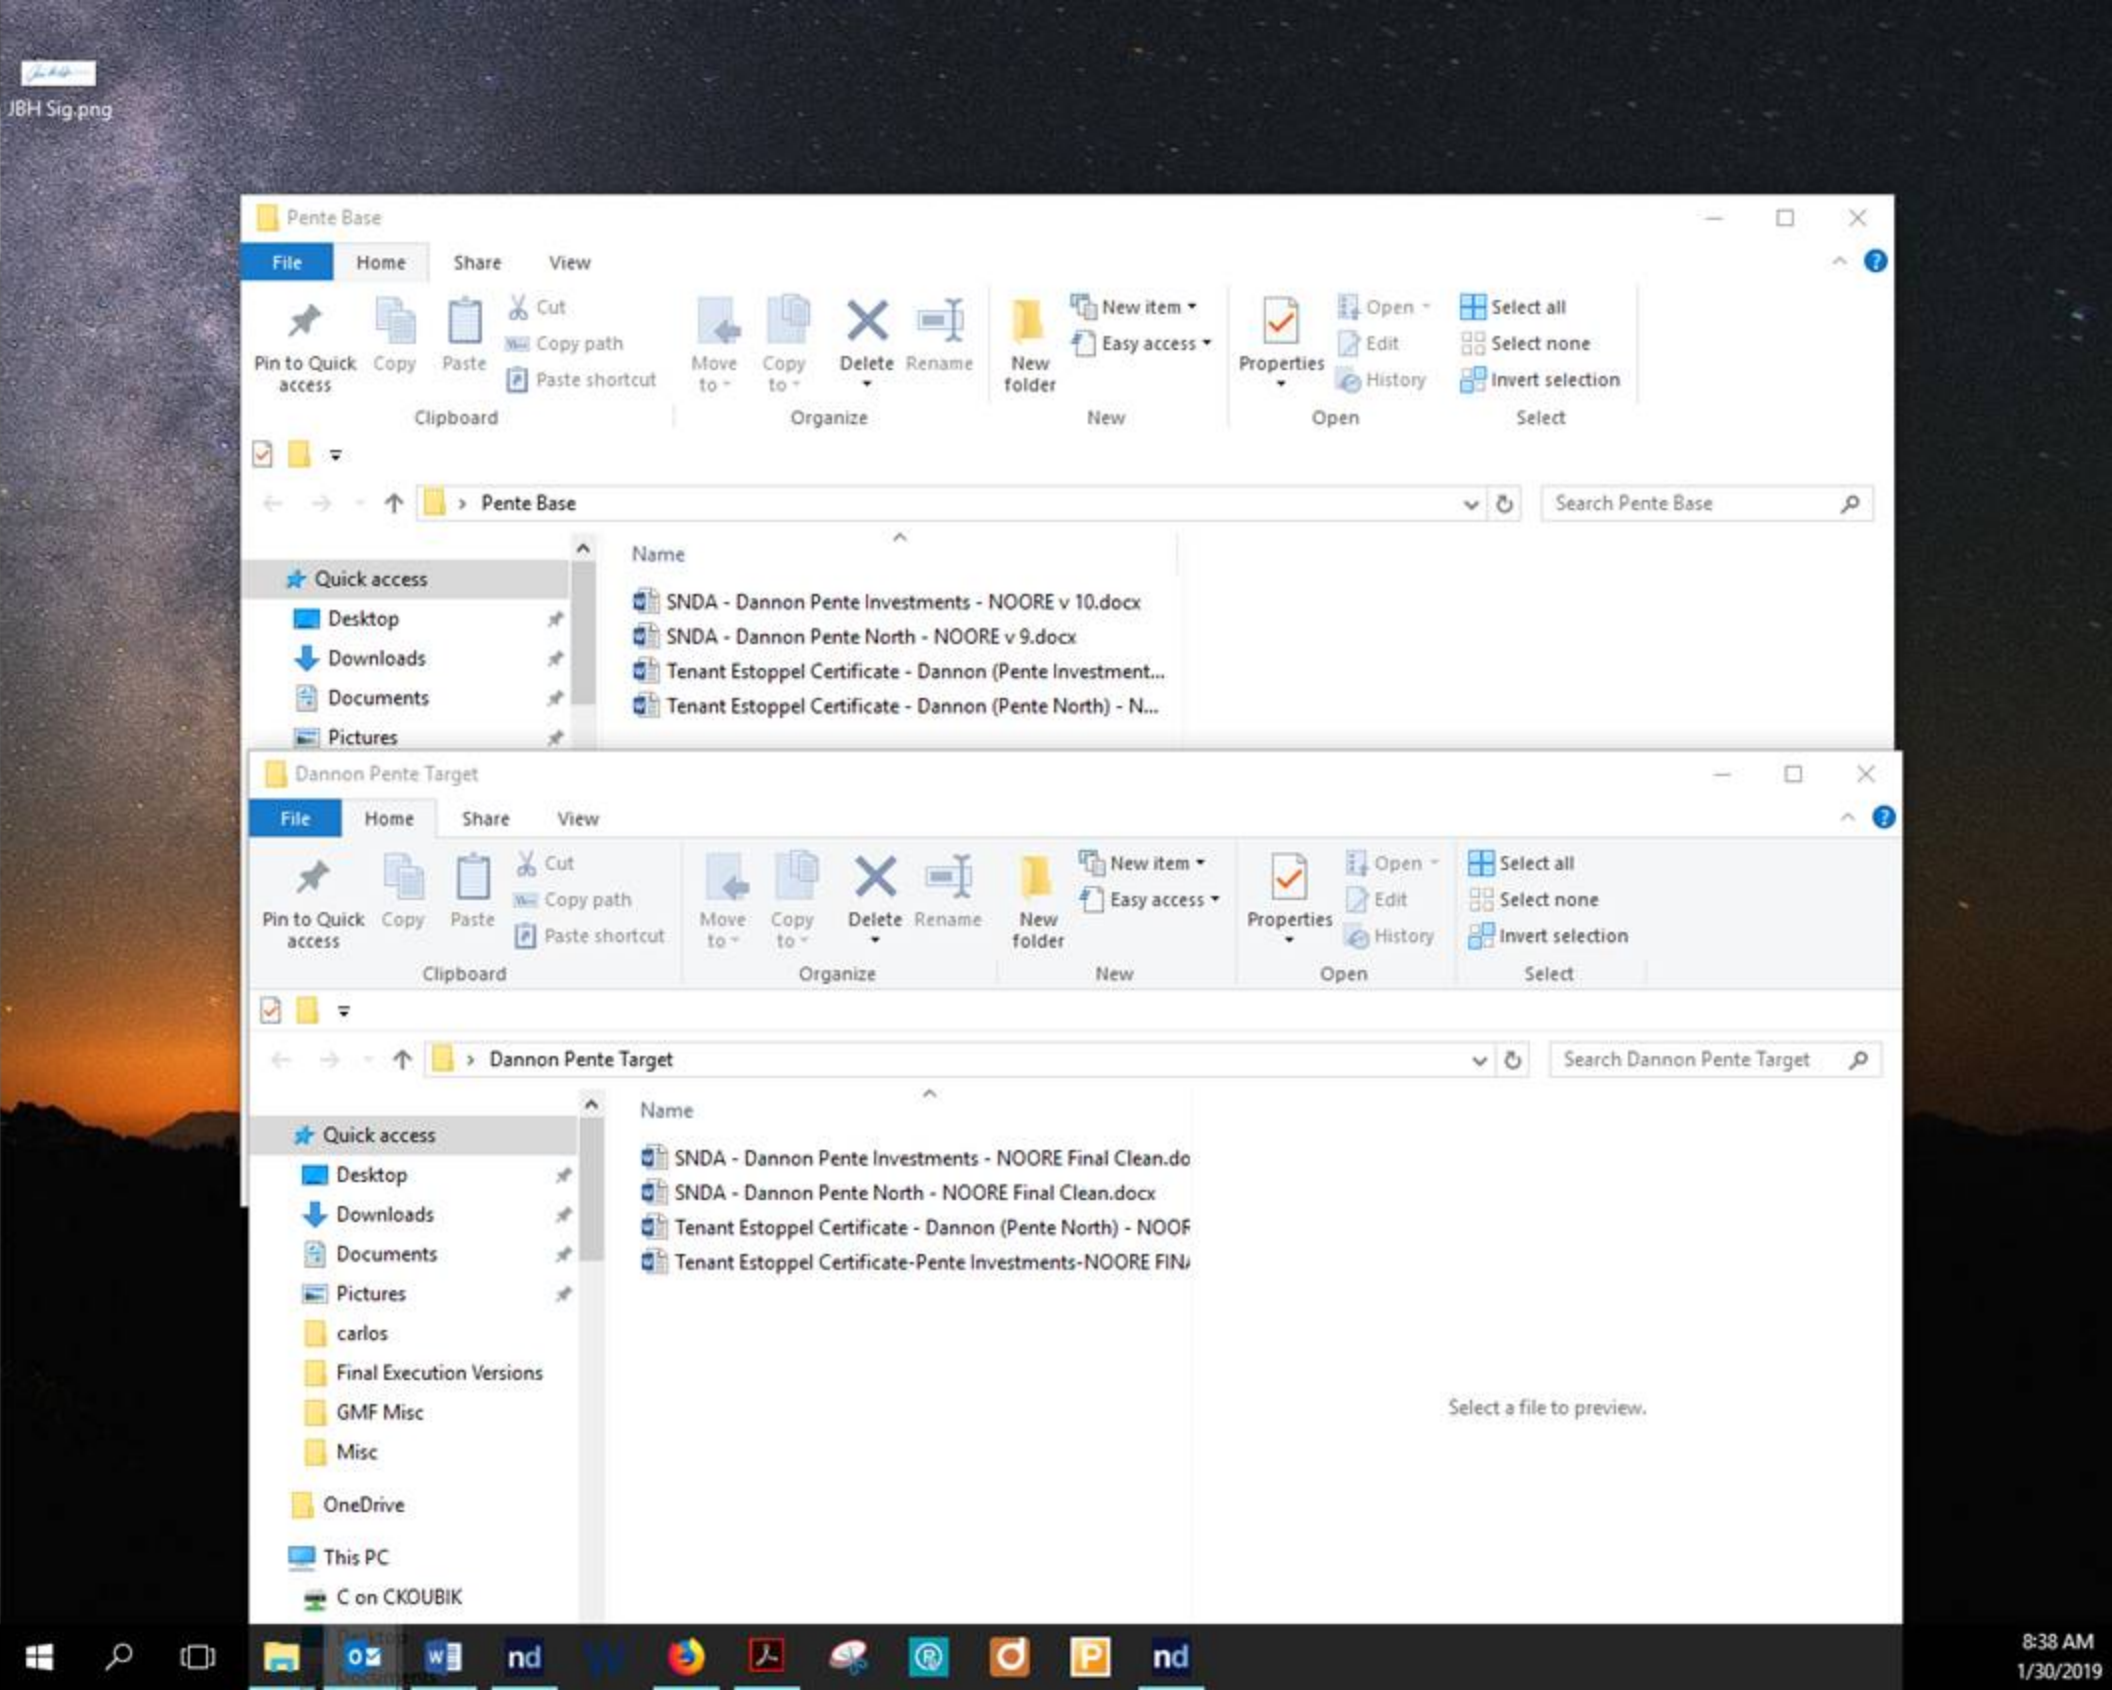 JBH Sig.png
Pente Base
File Home Share View
Pin to Quick access
Copy
Paste
Cut
Copy path
Paste shortcut
Move to
Copy to
Delete
Rename
New folder
New item
Easy access
Properties
Open
Edit
History
Select all
Select none
Invert selection
Clipboard Organize New Open Select
Pente Base
Search Pente Base
Name
Quick access
Desktop
Downloads
Documents
Pictures
SNDA - Dannon Pente Investments - NOORE v 10.docx
SNDA - Dannon Pente North - NOORE v 9.docx
Tenant Estoppel Certificate - Dannon (Pente Investment...
Tenant Estoppel Certificate - Dannon (Pente North) - N...
Dannon Pente Target
File Home Share View
Pin to Quick access
Copy
Paste
Cut
Copy path
Paste shortcut
Move to
Copy to
Delete
Rename
New folder
New item
Easy access
Properties
Open
Edit
History
Select all
Select none
Invert selection
Clipboard Organize New Open Select
Dannon Pente Target
Search Dannon Pente Target
Name
Quick access
Desktop
Downloads
Documents
Pictures
carlos
Final Execution Versions
GMF Misc
Misc
OneDrive
This PC
C on CKOUBIK
Desktop
Documents
SNDA - Dannon Pente Investments - NOORE Final Clean.do
SNDA - Dannon Pente North - NOORE Final Clean.docx
Tenant Estoppel Certificate - Dannon (Pente North) - NOOR
Tenant Estoppel Certificate-Pente Investments-NOORE FINA
Select a file to preview.
nd
nd
8:38 AM
1/30/2019